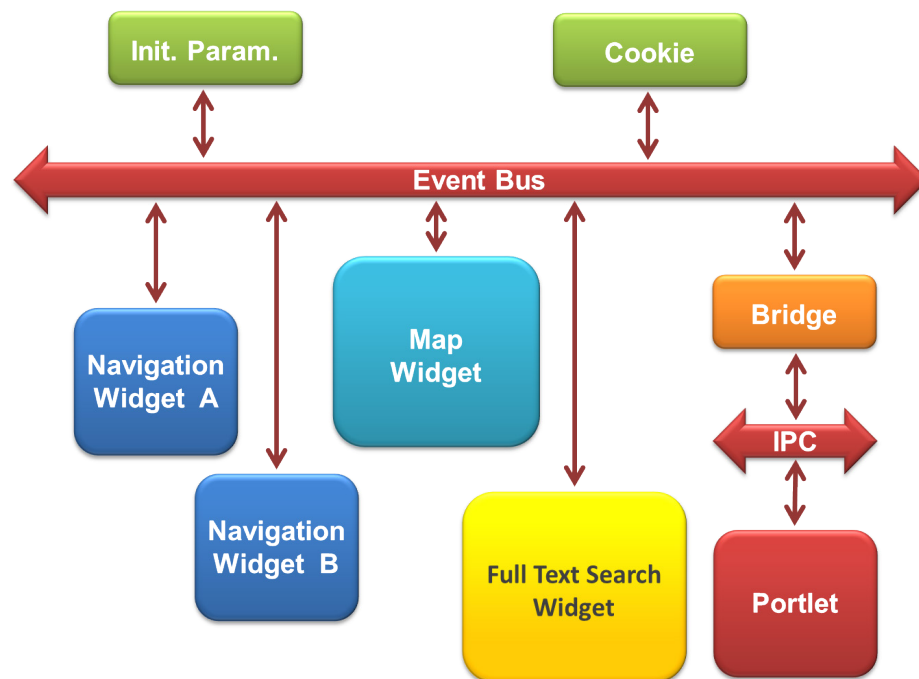 Init. Param.
Cookie
Event Bus
Navigation
Widget A
Map
Widget
Bridge
IPC
Navigation
Widget B
Full Text Search
Widget
Portlet